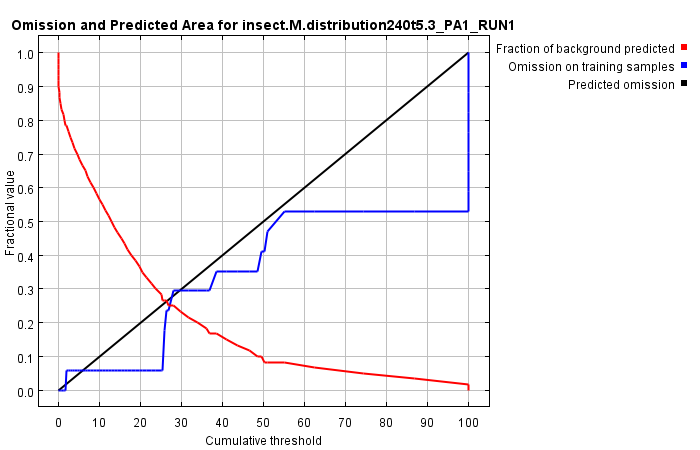 Omission and Predicted Area for insect.M.distribution240t5.3_PA1_RUN1
Fraction of background predicted
Omission on training samples
Predicted omission
1.0
0.9
0.8
0.7
0.6
0.5
0.4
0.3
0.2
0.1
0.0
Fractional value
0 10 20 30 40 50 60 70 80 90 100
Cumulative threshold